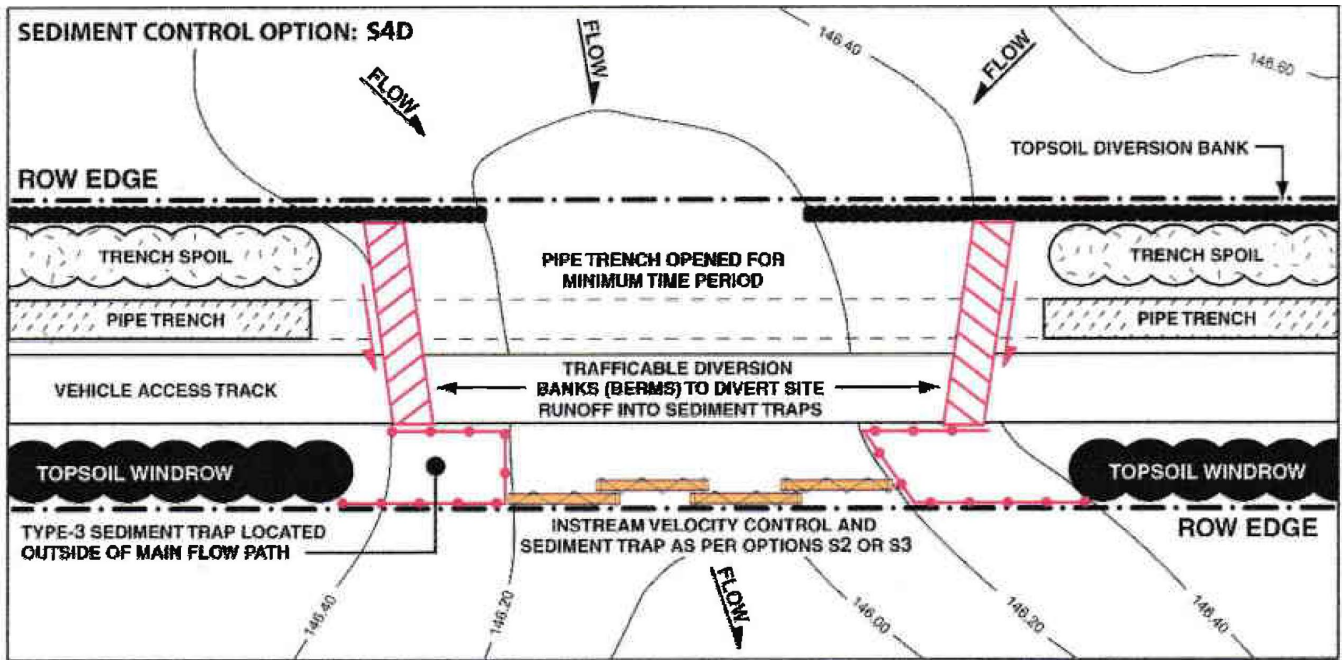 SEDIMENT CONTROL OPTION: S4D
FLOW
FLOW
FLOW
146.40
146.60
TOPSOIL DIVERSION BANK
ROW EDGE
TRENCH SPOIL
PIPE TRENCH OPENED FOR
MINIMUM TIME PERIOD
TRENCH SPOIL
PIPE TRENCH
PIPE TRENCH
VEHICLE ACCESS TRACK
TRAFFICABLE DIVERSION
BANKS (BERMS) TO DIVERT SITE
RUNOFF INTO SEDIMENT TRAPS
TOPSOIL WINDROW
TOPSOIL WINDROW
TYPE-3 SEDIMENT TRAP LOCATED
OUTSIDE OF MAIN FLOW PATH
INSTREAM VELOCITY CONTROL AND
SEDIMENT TRAP AS PER OPTIONS S2 OR S3
ROW EDGE
FLOW
146.40
146.20
146.00
146.20
146.40